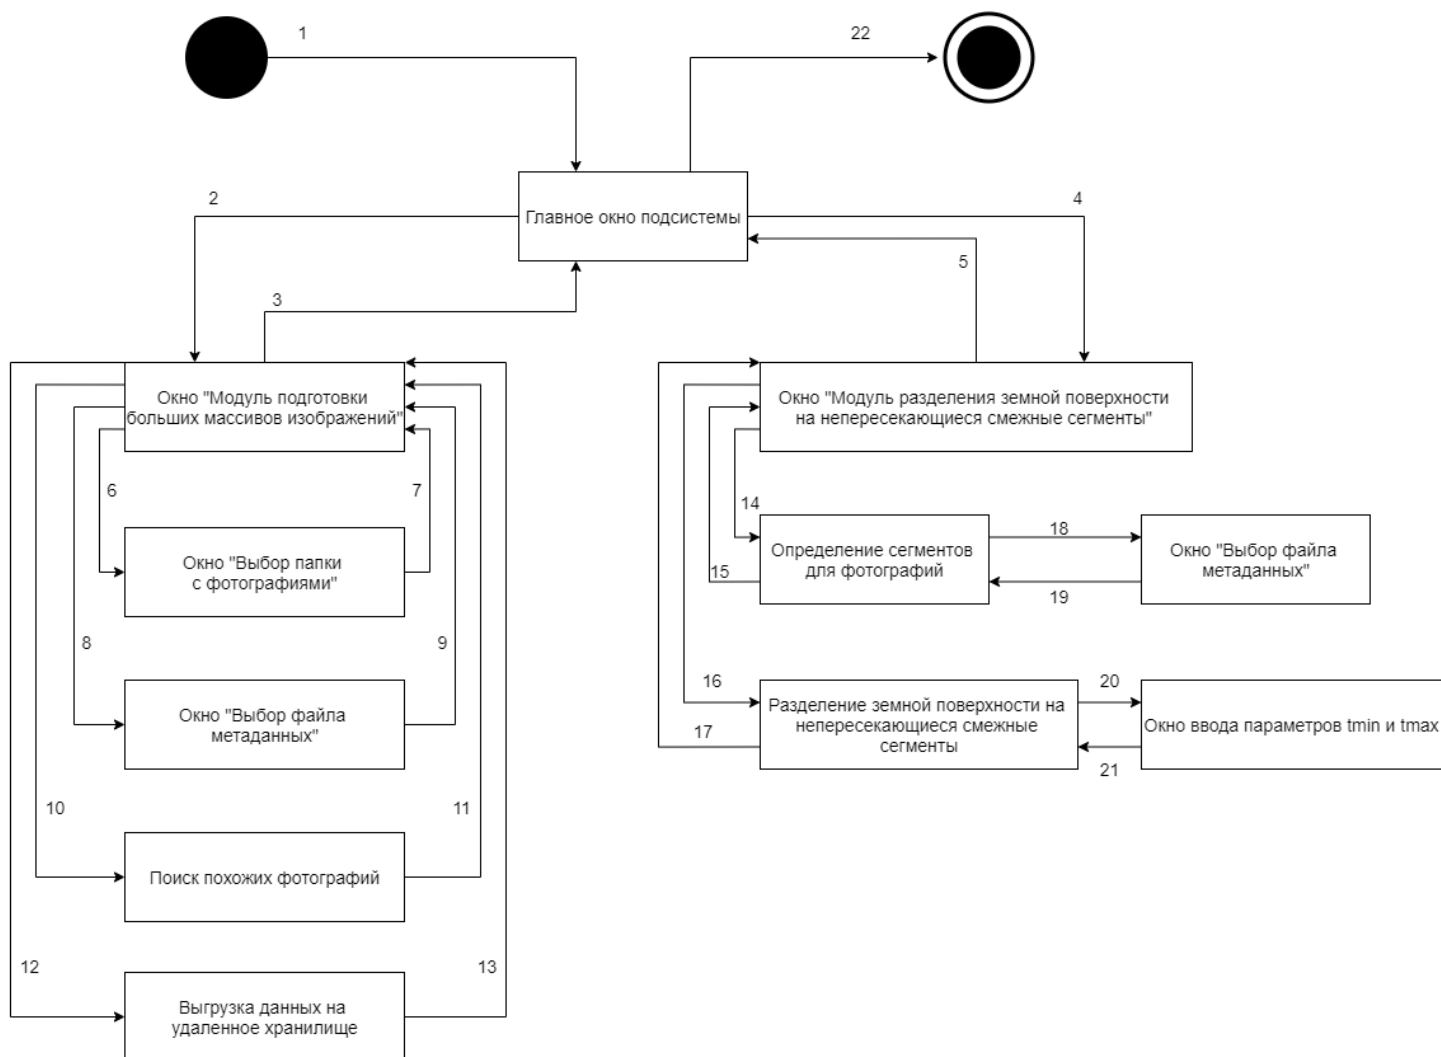 1
22
2
Главное окно подсистемы
4
5
3
Окно "Модуль подготовки
больших массивов изображений"
Окно "Модуль разделения земной поверхности
на непересекающиеся смежные сегменты"
6
7
14
18
Окно "Выбор папки
с фотографиями"
Определение сегментов
для фотографий
Окно "Выбор файла
метаданных"
15
19
8
9
16
20
Окно "Выбор файла
метаданных"
Разделение земной поверхности на
непересекающиеся смежные
сегменты
Окно ввода параметров tmin и tmax
17
21
10
11
Поиск похожих фотографий
12
13
Выгрузка данных на
удаленное хранилище